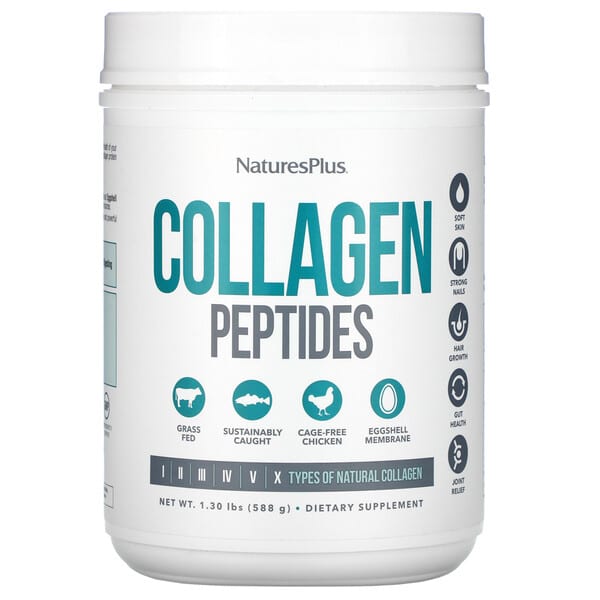 NaturesPlus.
COLLAGEN
PEPTIDES
GRASS
FED
SUSTAINABLY
CAUGHT
CAGE-FREE
CHICKEN
EGGSHELL
MEMBRANE
I II III IV V X TYPES OF NATURAL COLLAGEN
NET WT. 1.30 lbs (588 g) • DIETARY SUPPLEMENT
SOFT
SKIN
STRONG
NAILS
HAIR
GROWTH
GUT
HEALTH
JOINT
RELIEF